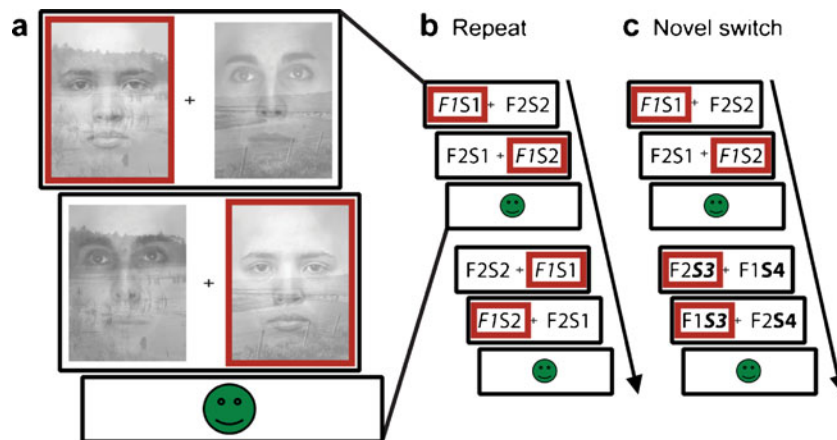 a
+
+
b Repeat
F1S1 + F2S2
F2S1 + F1S2
F2S2 + F1S1
F1S2 + F2S1
c Novel switch
F1S1 + F2S2
F2S1 + F1S2
F2S3 + F1S4
F1S3 + F2S4